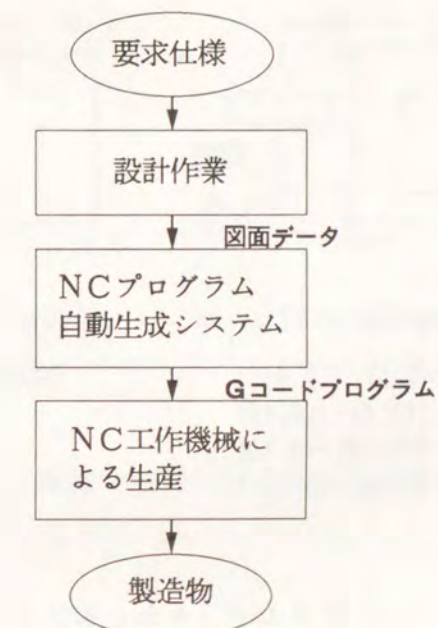 要求仕様
設計作業
図面データ
NCプログラム
自動生成システム
Gコードプログラム
NC工作機械に
よる生産
製造物